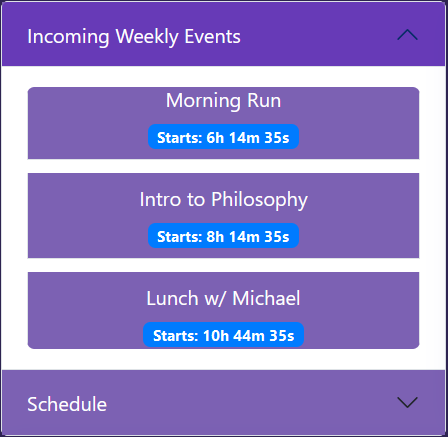 Incoming Weekly Events
Morning Run
Starts: 6h 14m 35s
Intro to Philosophy
Starts: 8h 14m 35s
Lunch w/ Michael
Starts: 10h 44m 35s
Schedule